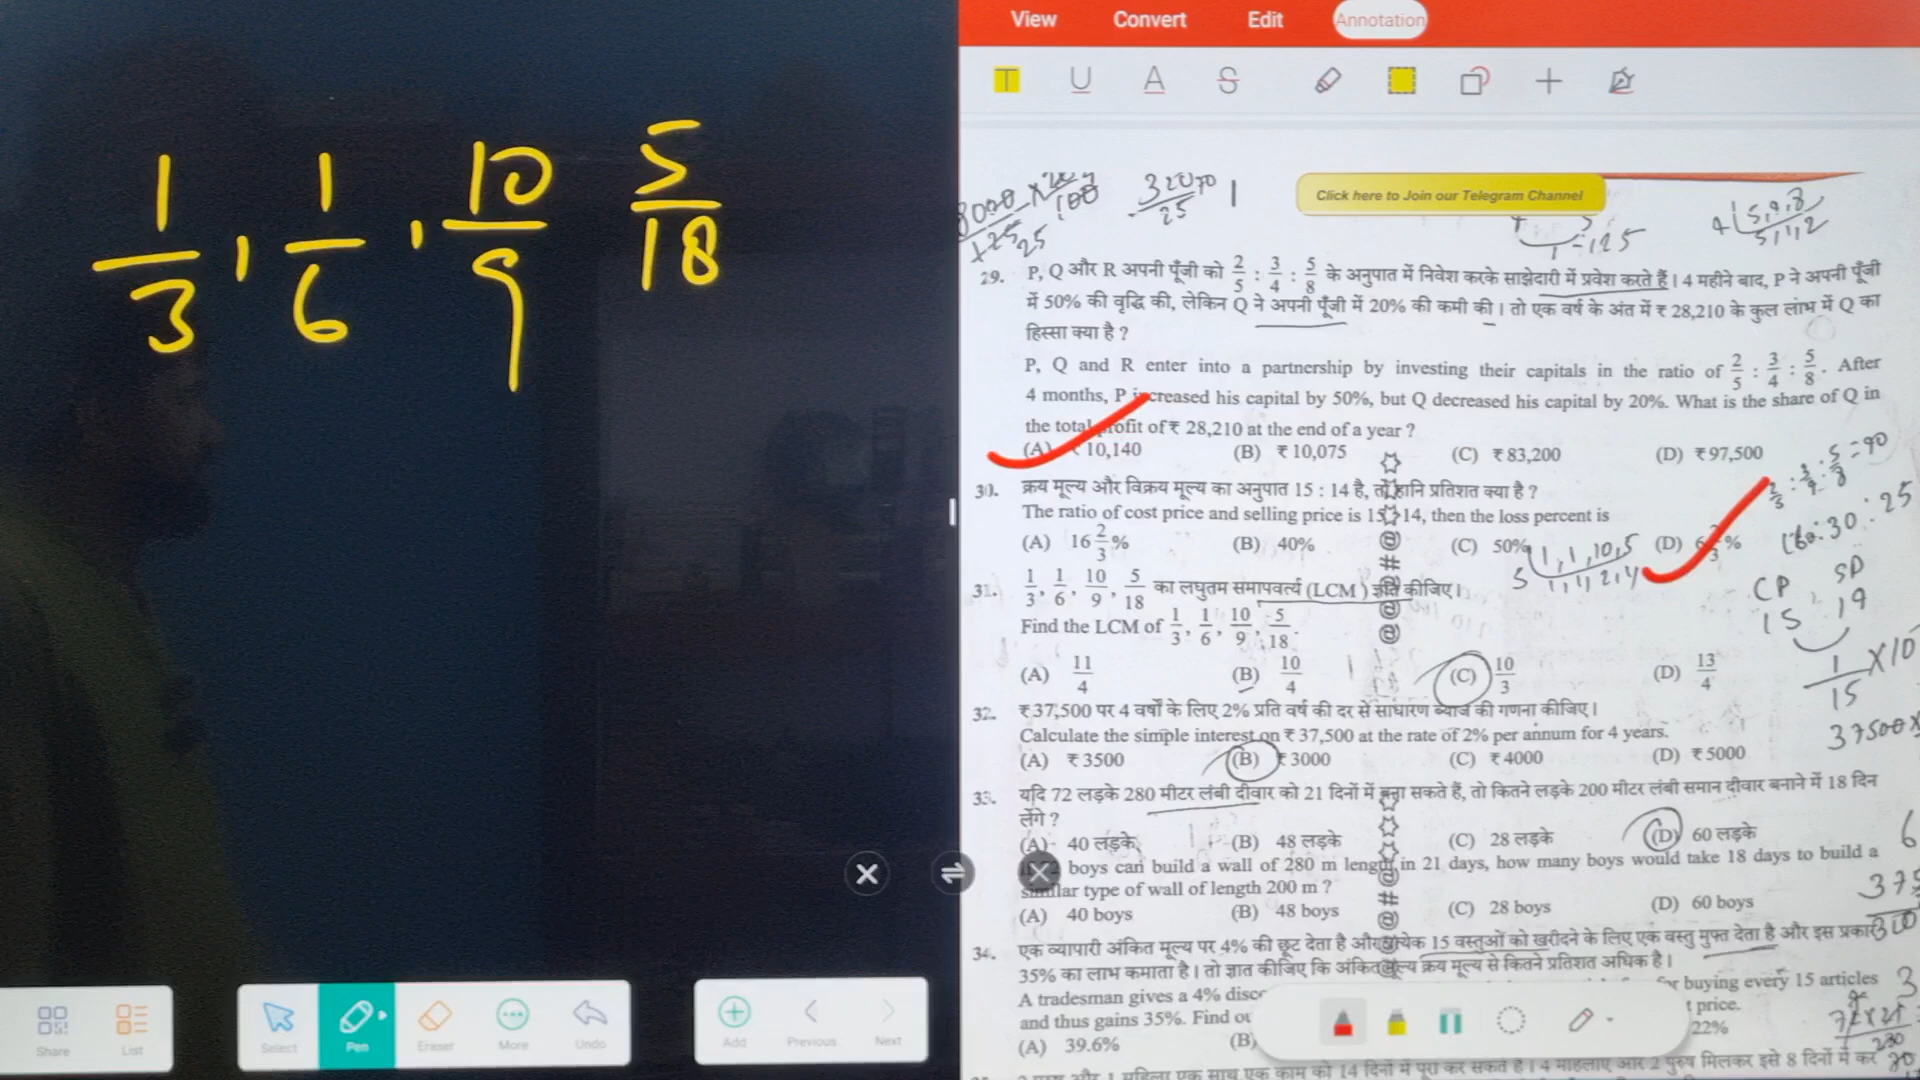 View Convert Edit Annotation
T U A S
1/3 , 1/6 , 10/9 5/18
Click here to Join our Telegram Channel
29. P, Q और R अपनी पूँजी को 2/5 : 3/4 : 5/8 के अनुपात में निवेश करके साझेदारी में प्रवेश करते हैं। 4 महीने बाद, P ने अपनी पूँजी
में 50% की वृद्धि की, लेकिन Q ने अपनी पूँजी में 20% की कमी की। तो एक वर्ष के अंत में ₹ 28,210 के कुल लाभ में Q का
हिस्सा क्या है ?
P, Q and R enter into a partnership by investing their capitals in the ratio of 2/5 : 3/4 : 5/8 . After
4 months, P increased his capital by 50%, but Q decreased his capital by 20%. What is the share of Q in
the total profit of ₹ 28,210 at the end of a year ?
(A) ₹ 10,140 (B) ₹ 10,075 (C) ₹ 83,200 (D) ₹ 97,500
30. क्रय मूल्य और विक्रय मूल्य का अनुपात 15 : 14 है, तो हानि प्रतिशत क्या है ?
The ratio of cost price and selling price is 15 : 14, then the loss percent is
(A) 16 2/3 % (B) 40% (C) 50% (D) 6 2/3 %
31. 1/3, 1/6, 10/9, 5/18 का लघुतम समापवर्त्य (LCM) ज्ञात कीजिए।
Find the LCM of 1/3, 1/6, 10/9, 5/18.
(A) 11/4 (B) 10/4 (C) 10/3 (D) 13/4
CP SP
1/15
32. ₹ 37,500 पर 4 वर्षों के लिए 2% प्रति वर्ष की दर से साधारण ब्याज की गणना कीजिए।
Calculate the simple interest on ₹ 37,500 at the rate of 2% per annum for 4 years.
(A) ₹ 3500 (B) ₹ 3000 (C) ₹ 4000 (D) ₹ 5000
33. यदि 72 लड़के 280 मीटर लंबी दीवार को 21 दिनों में बना सकते हैं, तो कितने लड़के 200 मीटर लंबी समान दीवार बनाने में 18 दिन
लेंगे ?
(A) 40 लड़के (B) 48 लड़के (C) 28 लड़के (D) 60 लड़के
boys can build a wall of 280 m length in 21 days, how many boys would take 18 days to build a
similar type of wall of length 200 m ?
(A) 40 boys (B) 48 boys (C) 28 boys (D) 60 boys
34. एक व्यापारी अंकित मूल्य पर 4% की छूट देता है और प्रत्येक 15 वस्तुओं को खरीदने के लिए एक वस्तु मुफ्त देता है और इस प्रकार
35% का लाभ कमाता है। तो ज्ञात कीजिए कि अंकित मूल्य क्रय मूल्य से कितने प्रतिशत अधिक है।
A tradesman gives a 4% disc for buying every 15 articles
and thus gains 35%. Find t price.
(A) 39.6% (B) 22%
Share List Select Pen Eraser More Undo Add Previous Next